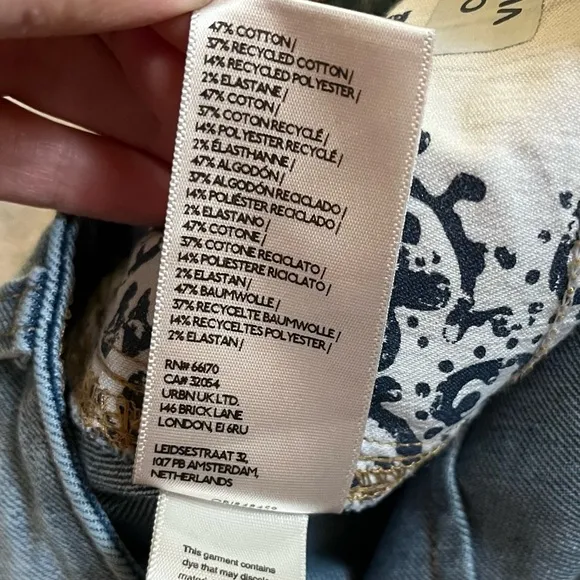 47% COTTON /
37% RECYCLED COTTON /
14% RECYCLED POLYESTER /
2% ELASTANE /
47% COTON /
37% COTON RECYCLÉ /
14% POLYESTER RECYCLÉ /
2% ÉLASTHANNE /
47% ALGODÓN /
37% ALGODÓN RECICLADO /
14% POLIÉSTER RECICLADO /
2% ELASTANO /
47% COTONE /
37% COTONE RECICLATO /
14% POLIESTERE RICICLATO /
2% ELASTAN /
47% BAUMWOLLE /
37% RECYCELTE BAUMWOLLE /
14% RECYCELTES POLYESTER /
2% ELASTAN /
RN# 66170
CA# 32054
URBN UK LTD.
146 BRICK LANE
LONDON, E1 6RU
LEIDSESTRAAT 32,
1017 PB AMSTERDAM,
NETHERLANDS
This garment contains
dye that may